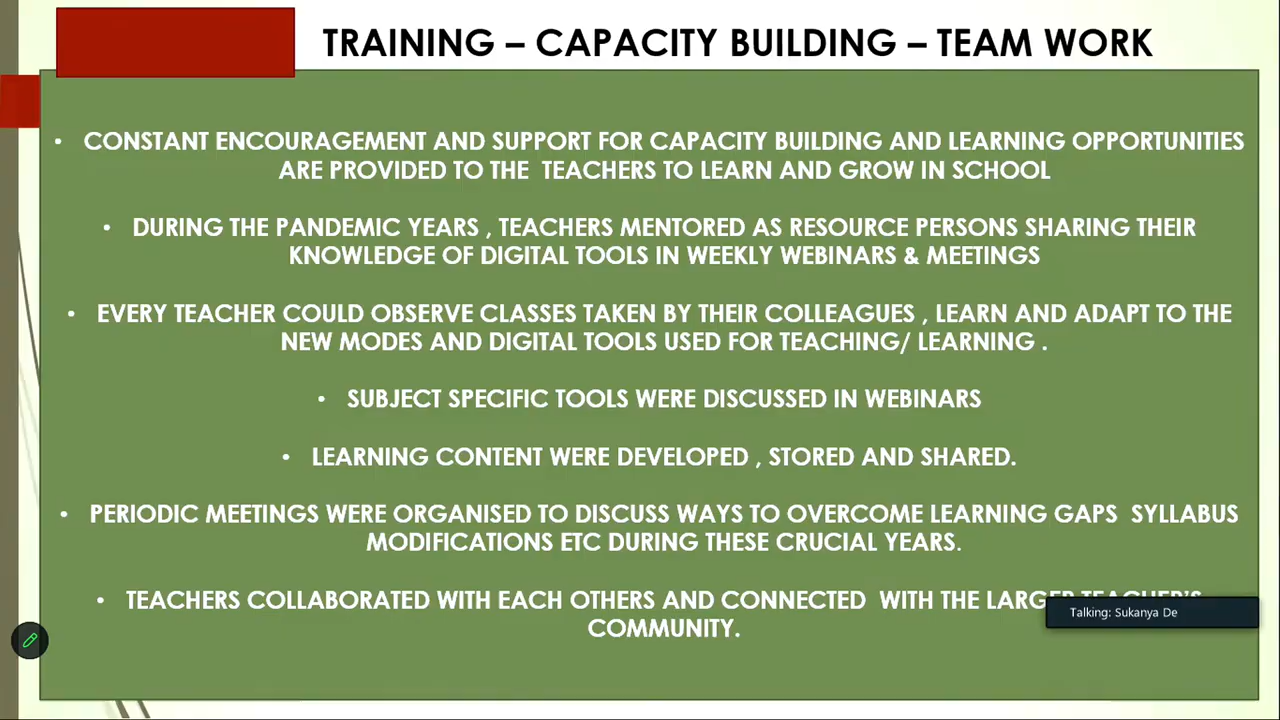 TRAINING – CAPACITY BUILDING – TEAM WORK
• CONSTANT ENCOURAGEMENT AND SUPPORT FOR CAPACITY BUILDING AND LEARNING OPPORTUNITIES
ARE PROVIDED TO THE TEACHERS TO LEARN AND GROW IN SCHOOL
• DURING THE PANDEMIC YEARS , TEACHERS MENTORED AS RESOURCE PERSONS SHARING THEIR
KNOWLEDGE OF DIGITAL TOOLS IN WEEKLY WEBINARS & MEETINGS
• EVERY TEACHER COULD OBSERVE CLASSES TAKEN BY THEIR COLLEAGUES , LEARN AND ADAPT TO THE
NEW MODES AND DIGITAL TOOLS USED FOR TEACHING/ LEARNING .
• SUBJECT SPECIFIC TOOLS WERE DISCUSSED IN WEBINARS
• LEARNING CONTENT WERE DEVELOPED , STORED AND SHARED.
• PERIODIC MEETINGS WERE ORGANISED TO DISCUSS WAYS TO OVERCOME LEARNING GAPS SYLLABUS
MODIFICATIONS ETC DURING THESE CRUCIAL YEARS.
• TEACHERS COLLABORATED WITH EACH OTHERS AND CONNECTED WITH THE LARGER TEACHER'S
Talking: Sukanya De
COMMUNITY.